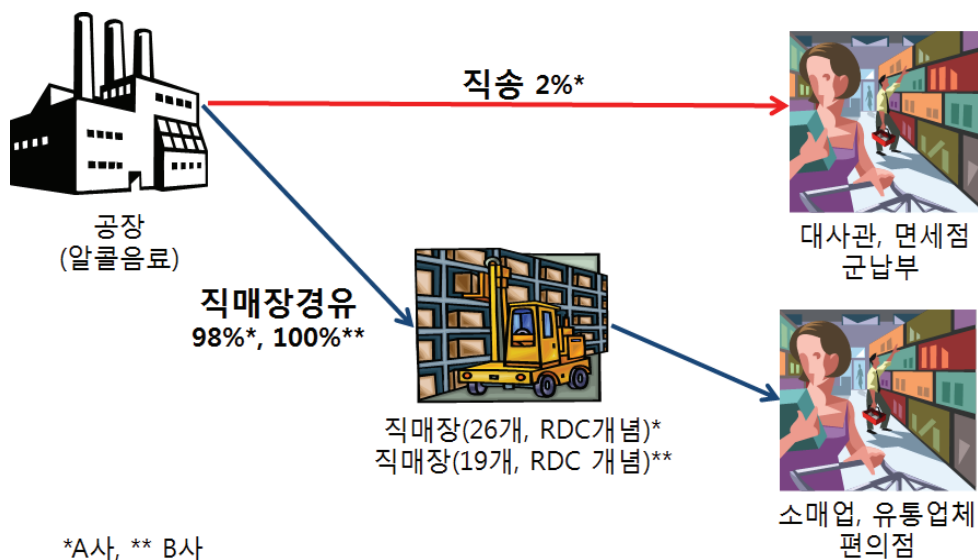 직송 2%*
공장
(알콜음료)
대사관, 면세점
군납부
직매장경유
98%*, 100%**
직매장(26개, RDC개념)*
직매장(19개, RDC 개념)**
소매업, 유통업체
편의점
*A사, ** B사